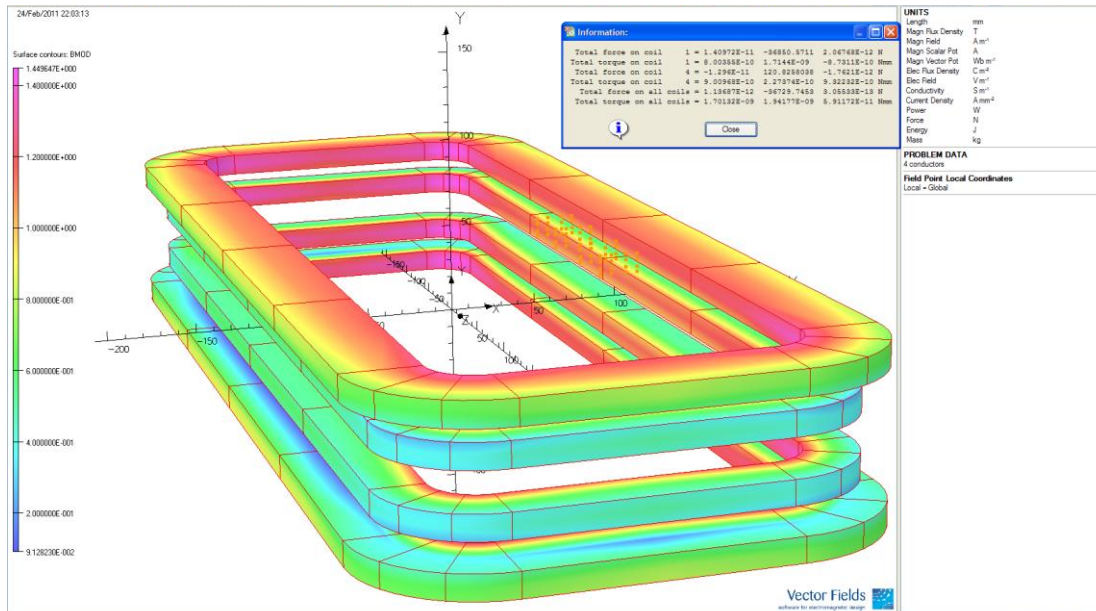 24/Feb/2011 22:03:13
Surface contours: BMOD
1.449647E+000
1.400000E+000
1.200000E+000
1.000000E+000
8.000000E-001
6.000000E-001
4.000000E-001
2.000000E-001
9.128230E-002
Y
150
100
50
Y
X
Z
50
100
50
100
-50
-100
-150
-150
-200
Information:
Total force on coil 1 = 1.40972E-11 -36850.5711 2.06768E-12 N
Total torque on coil 1 = 8.00355E-10 1.7144E-09 -8.7311E-10 Nmm
Total force on coil 4 = -1.296E-11 120.8258038 -1.7621E-12 N
Total torque on coil 4 = 9.00968E-10 2.27374E-10 9.32232E-10 Nmm
Total force on all coils = 1.13687E-12 -36729.7453 3.05533E-13 N
Total torque on all coils = 1.70132E-09 1.94177E-09 5.91172E-11 Nmm
Close
UNITS
Length mm
Magn Flux Density T
Magn Field A m⁻¹
Magn Scalar Pot A
Magn Vector Pot Wb m⁻¹
Elec Flux Density C m⁻²
Elec Field V m⁻¹
Conductivity S m⁻¹
Current Density A mm⁻²
Power W
Force N
Energy J
Mass kg
PROBLEM DATA
4 conductors
Field Point Local Coordinates
Local = Global
Vector Fields
software for electromagnetic design